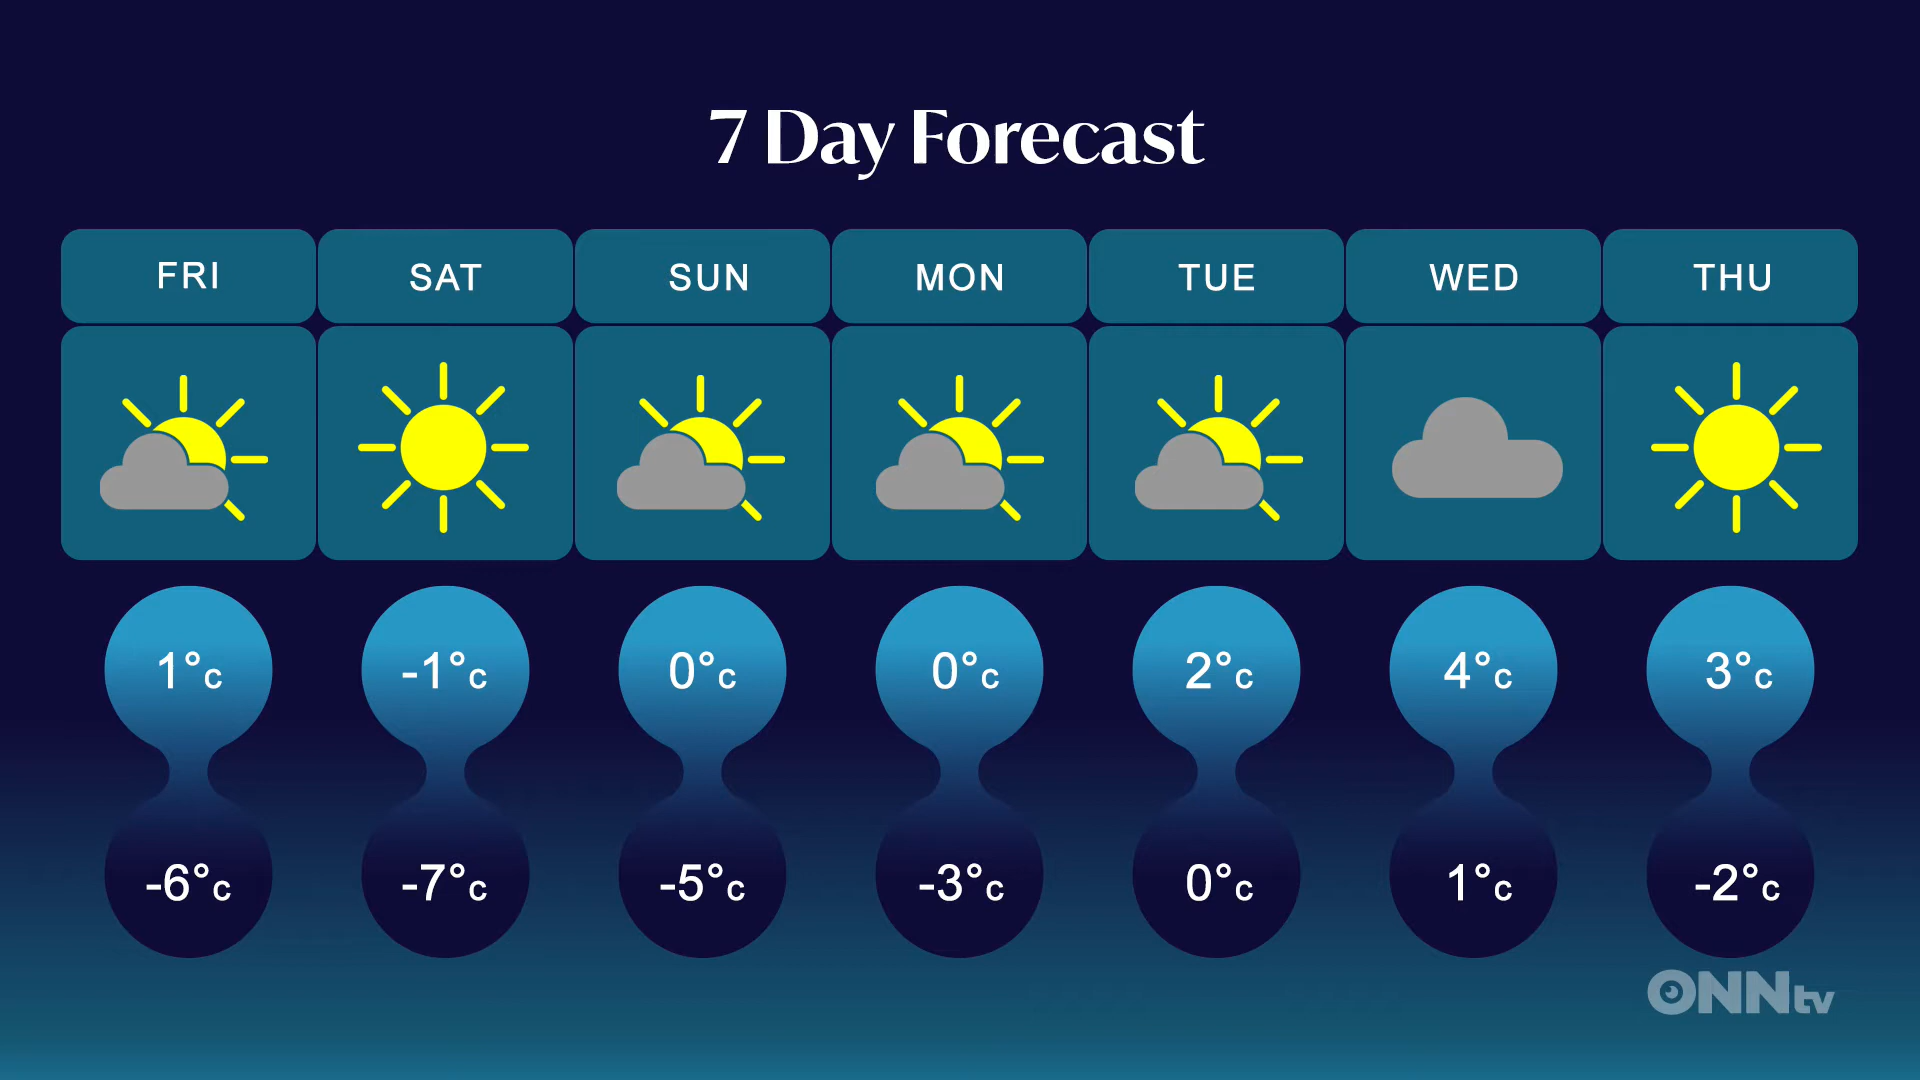 7 Day Forecast
FRI SAT SUN MON TUE WED THU
1°c -1°c 0°c 0°c 2°c 4°c 3°c
-6°c -7°c -5°c -3°c 0°c 1°c -2°c
ONNtv